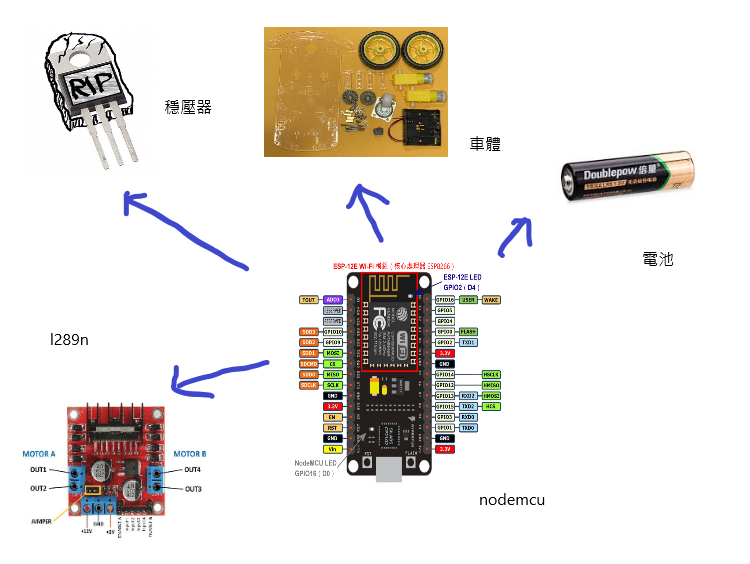 RIP
穩壓器
車體
Doublepow 倍量
電池
ESP-12E Wi-Fi 模組（核心處理器 ESP8266）
ESP-12E LED
GPIO2（D4）
TOUT ADC0
GPIO16 USER WAKE
GPIO5
GPIO4
SDD3 GPIO10
GPIO0 FLASH
SDD2 GPIO9
GPIO2 TXD1
SDD1 MOSI
3.3V
SDCMD CS
GND
SDD0 MISO
GPIO14 HSCLK
SDCLK SCLK
GPIO12 HMISO
GND
GPIO13 RXD2 HMOSI
3.3V
GPIO15 TXD2 HCS
EN
GPIO3 RXD0
RST
GPIO1 TXD0
GND
GND
Vin
3.3V
WiFi
FC
RST
FLASH
NodeMCU LED
GPIO16（D0）
nodemcu
l289n
MOTOR A
MOTOR B
OUT1
OUT4
OUT2
OUT3
JUMPER
+12V
GND
+5V